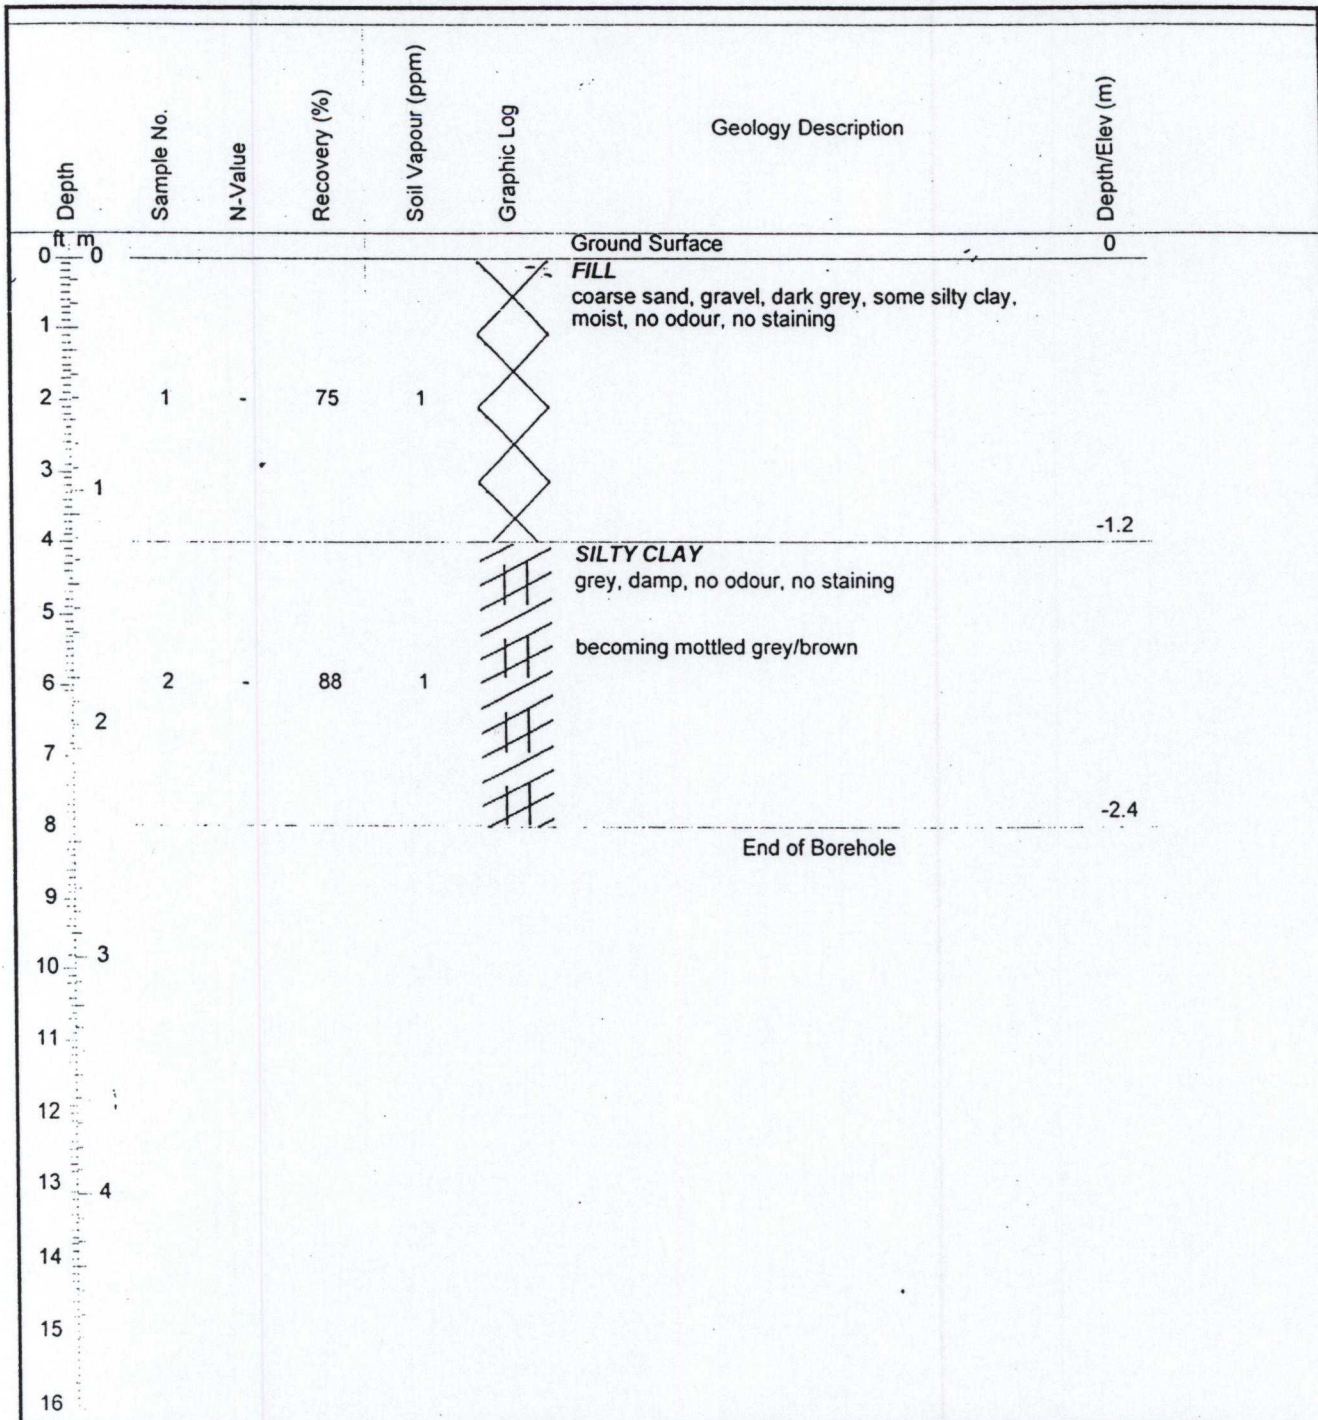 Depth
Sample No.
N-Value
Recovery (%)
Soil Vapour (ppm)
Graphic Log
Geology Description
Depth/Elev (m)
ft m
0 0 Ground Surface 0
FILL
coarse sand, gravel, dark grey, some silty clay,
moist, no odour, no staining
1
2 1 - 75 1
3
1
4 -1.2
SILTY CLAY
grey, damp, no odour, no staining
5
becoming mottled grey/brown
6 2 - 88 1
2
7
8 -2.4
End of Borehole
9
10 3
11
12
13 4
14
15
16